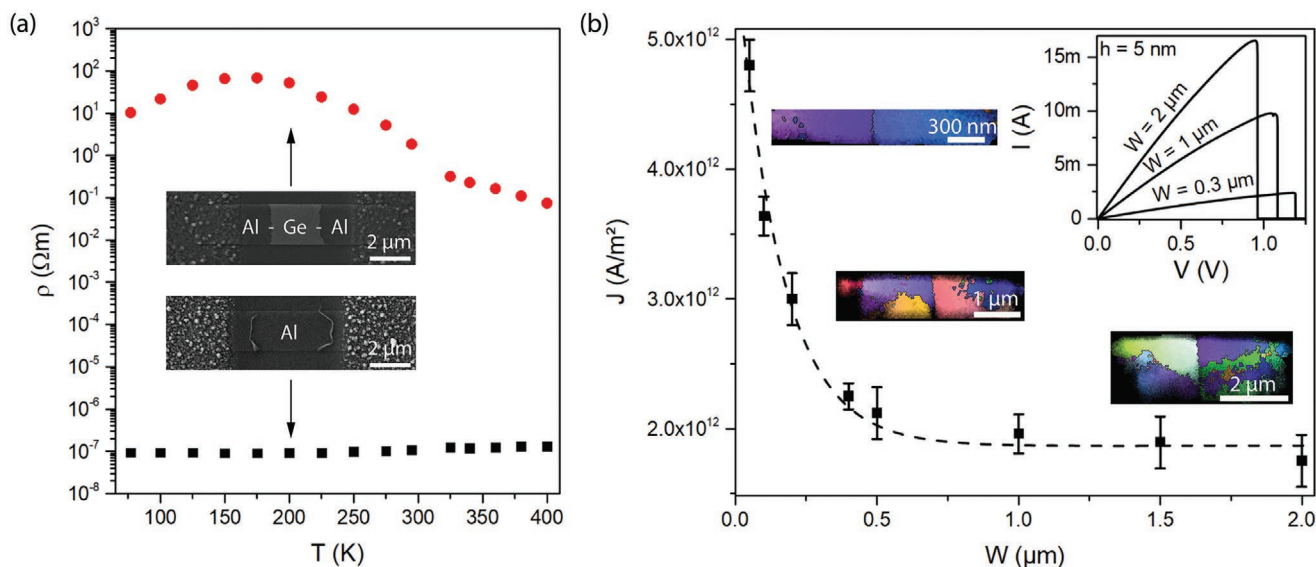 (a)
10³
10²
10¹
10⁰
10⁻¹
10⁻²
10⁻³
10⁻⁴
10⁻⁵
10⁻⁶
10⁻⁷
10⁻⁸
ρ (Ωm)
Al - Ge - Al
2 μm
Al
2 μm
100 150 200 250 300 350 400
T (K)
(b)
5.0x10¹²
4.0x10¹²
3.0x10¹²
2.0x10¹²
J (A/m²)
300 nm
1 μm
2 μm
0.0 0.5 1.0 1.5 2.0
W (μm)
15m
10m
5m
0
I (A)
h = 5 nm
W = 2 μm
W = 1 μm
W = 0.3 μm
0.0 0.5 1.0
V (V)